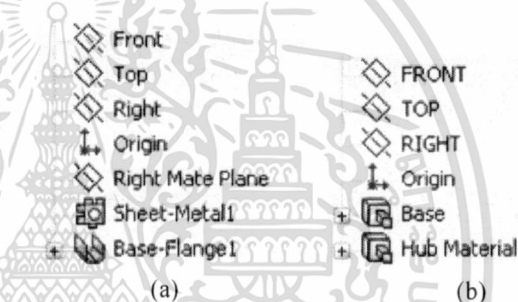 Front
Top
Right
Origin
Right Mate Plane
Sheet-Metal1
Base-Flange1
(a)
FRONT
TOP
RIGHT
Origin
Base
Hub Material
(b)